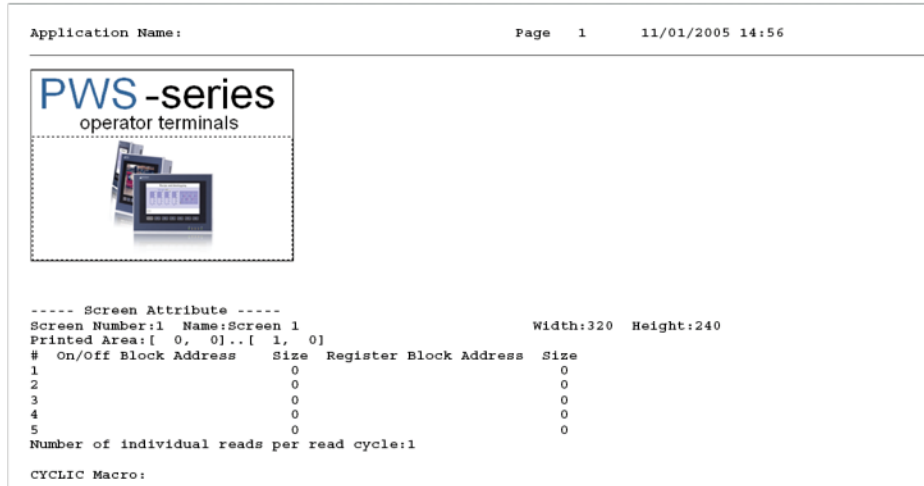 Application Name: Page 1 11/01/2005 14:56
PWS-series
operator terminals
----- Screen Attribute -----
Screen Number:1 Name:Screen 1 Width:320 Height:240
Printed Area:[ 0, 0]..[ 1, 0]
# On/Off Block Address Size Register Block Address Size
1 0 0
2 0 0
3 0 0
4 0 0
5 0 0
Number of individual reads per read cycle:1
CYCLIC Macro: